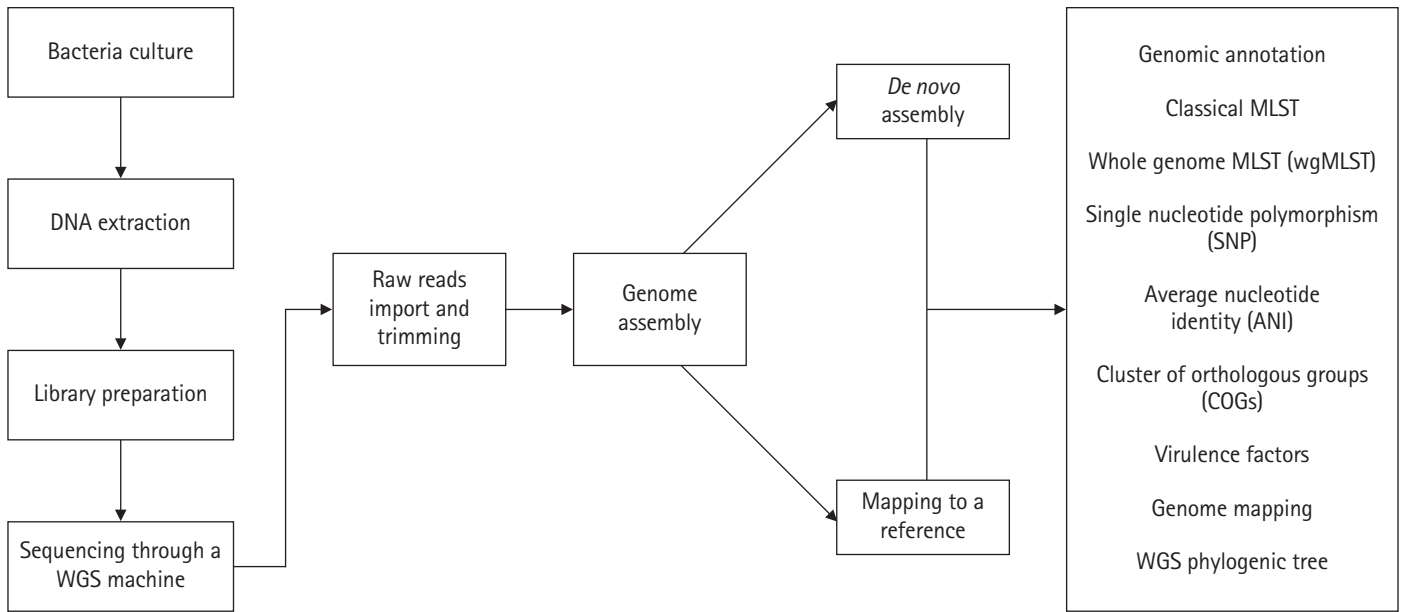 Bacteria culture
DNA extraction
Library preparation
Sequencing through a
WGS machine
Raw reads
import and
trimming
Genome
assembly
De novo
assembly
Mapping to a
reference
Genomic annotation
Classical MLST
Whole genome MLST (wgMLST)
Single nucleotide polymorphism
(SNP)
Average nucleotide
identity (ANI)
Cluster of orthologous groups
(COGs)
Virulence factors
Genome mapping
WGS phylogenic tree